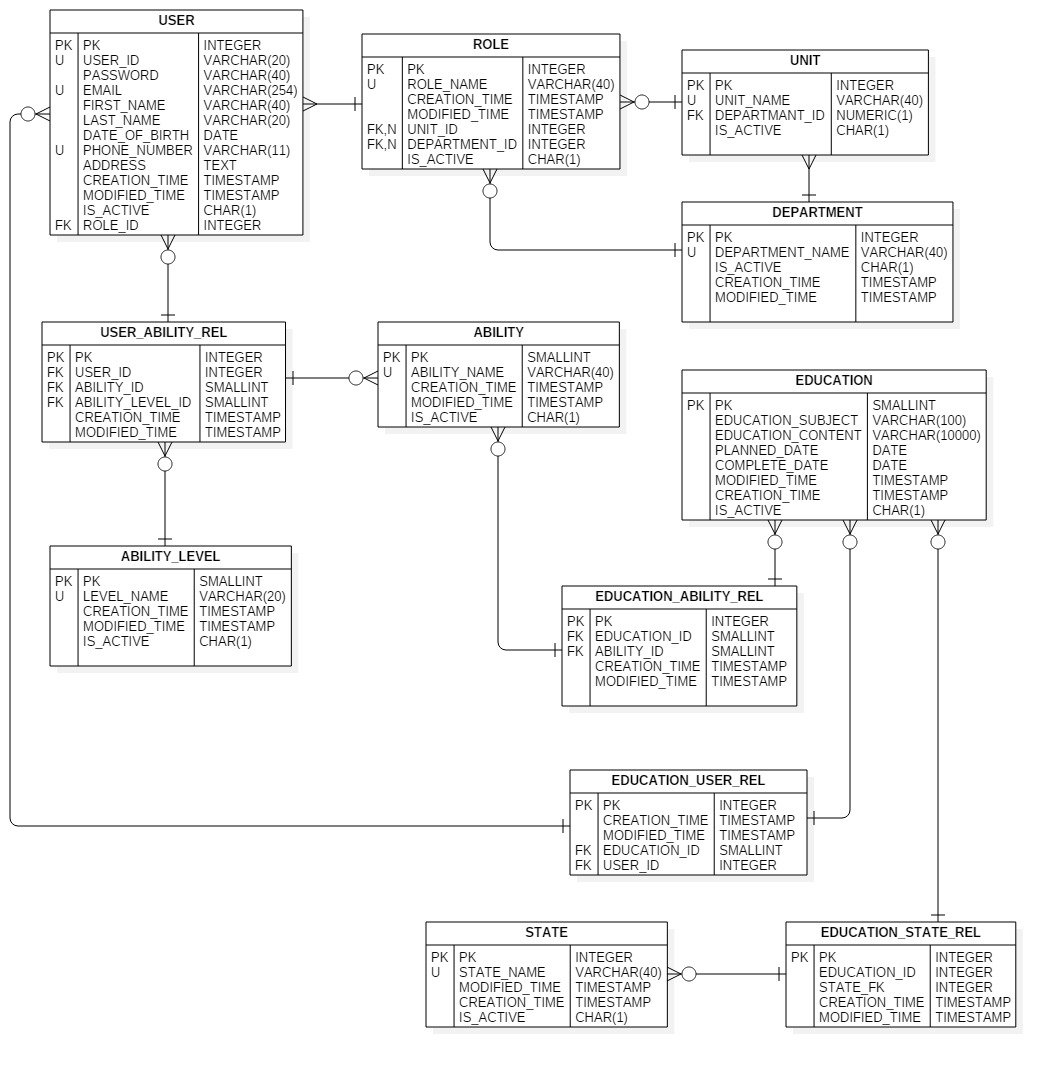 USER
PK PK INTEGER
U USER_ID VARCHAR(20)
PASSWORD VARCHAR(40)
U EMAIL VARCHAR(254)
FIRST_NAME VARCHAR(40)
LAST_NAME VARCHAR(20)
DATE_OF_BIRTH DATE
U PHONE_NUMBER VARCHAR(11)
ADDRESS TEXT
CREATION_TIME TIMESTAMP
MODIFIED_TIME TIMESTAMP
IS_ACTIVE CHAR(1)
FK ROLE_ID INTEGER
ROLE
PK PK INTEGER
U ROLE_NAME VARCHAR(40)
CREATION_TIME TIMESTAMP
MODIFIED_TIME TIMESTAMP
FK,N UNIT_ID INTEGER
FK,N DEPARTMENT_ID INTEGER
IS_ACTIVE CHAR(1)
UNIT
PK PK INTEGER
U UNIT_NAME VARCHAR(40)
FK DEPARTMANT_ID NUMERIC(1)
IS_ACTIVE CHAR(1)
DEPARTMENT
PK PK INTEGER
U DEPARTMENT_NAME VARCHAR(40)
IS_ACTIVE CHAR(1)
CREATION_TIME TIMESTAMP
MODIFIED_TIME TIMESTAMP
USER_ABILITY_REL
PK PK INTEGER
FK USER_ID INTEGER
FK ABILITY_ID SMALLINT
FK ABILITY_LEVEL_ID SMALLINT
CREATION_TIME TIMESTAMP
MODIFIED_TIME TIMESTAMP
ABILITY
PK PK SMALLINT
U ABILITY_NAME VARCHAR(40)
CREATION_TIME TIMESTAMP
MODIFIED_TIME TIMESTAMP
IS_ACTIVE CHAR(1)
EDUCATION
PK PK SMALLINT
EDUCATION_SUBJECT VARCHAR(100)
EDUCATION_CONTENT VARCHAR(10000)
PLANNED_DATE DATE
COMPLETE_DATE DATE
MODIFIED_TIME TIMESTAMP
CREATION_TIME TIMESTAMP
IS_ACTIVE CHAR(1)
ABILITY_LEVEL
PK PK SMALLINT
U LEVEL_NAME VARCHAR(20)
CREATION_TIME TIMESTAMP
MODIFIED_TIME TIMESTAMP
IS_ACTIVE CHAR(1)
EDUCATION_ABILITY_REL
PK PK INTEGER
FK EDUCATION_ID SMALLINT
FK ABILITY_ID SMALLINT
CREATION_TIME TIMESTAMP
MODIFIED_TIME TIMESTAMP
EDUCATION_USER_REL
PK PK INTEGER
CREATION_TIME TIMESTAMP
MODIFIED_TIME TIMESTAMP
FK EDUCATION_ID SMALLINT
FK USER_ID INTEGER
STATE
PK PK INTEGER
U STATE_NAME VARCHAR(40)
MODIFIED_TIME TIMESTAMP
CREATION_TIME TIMESTAMP
IS_ACTIVE CHAR(1)
EDUCATION_STATE_REL
PK PK INTEGER
EDUCATION_ID INTEGER
STATE_FK INTEGER
CREATION_TIME TIMESTAMP
MODIFIED_TIME TIMESTAMP